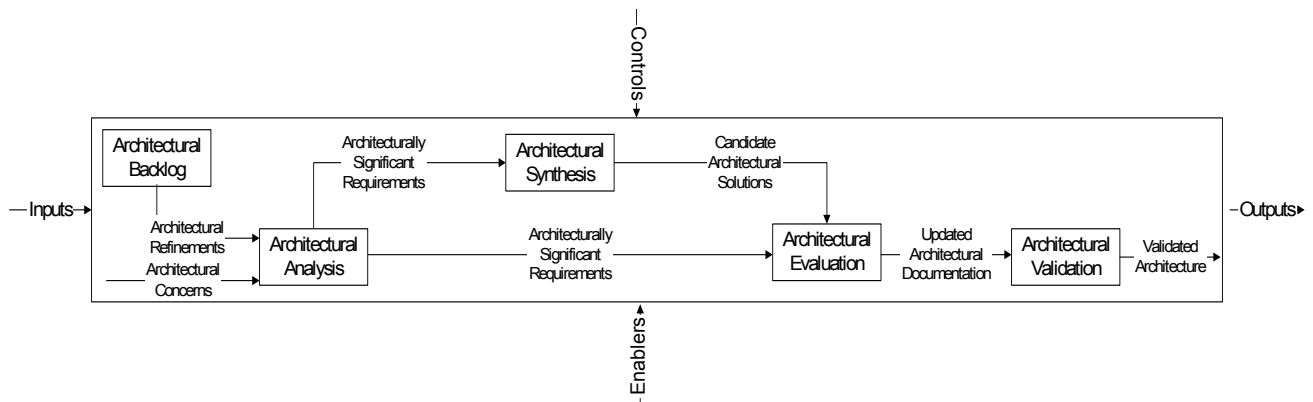 Controls
Architectural
Backlog
Architecturally
Significant
Requirements
Architectural
Synthesis
Candidate
Architectural
Solutions
Inputs
Outputs
Architectural
Refinements
Architectural
Concerns
Architectural
Analysis
Architecturally
Significant
Requirements
Architectural
Evaluation
Updated
Architectural
Documentation
Architectural
Validation
Validated
Architecture
Enablers